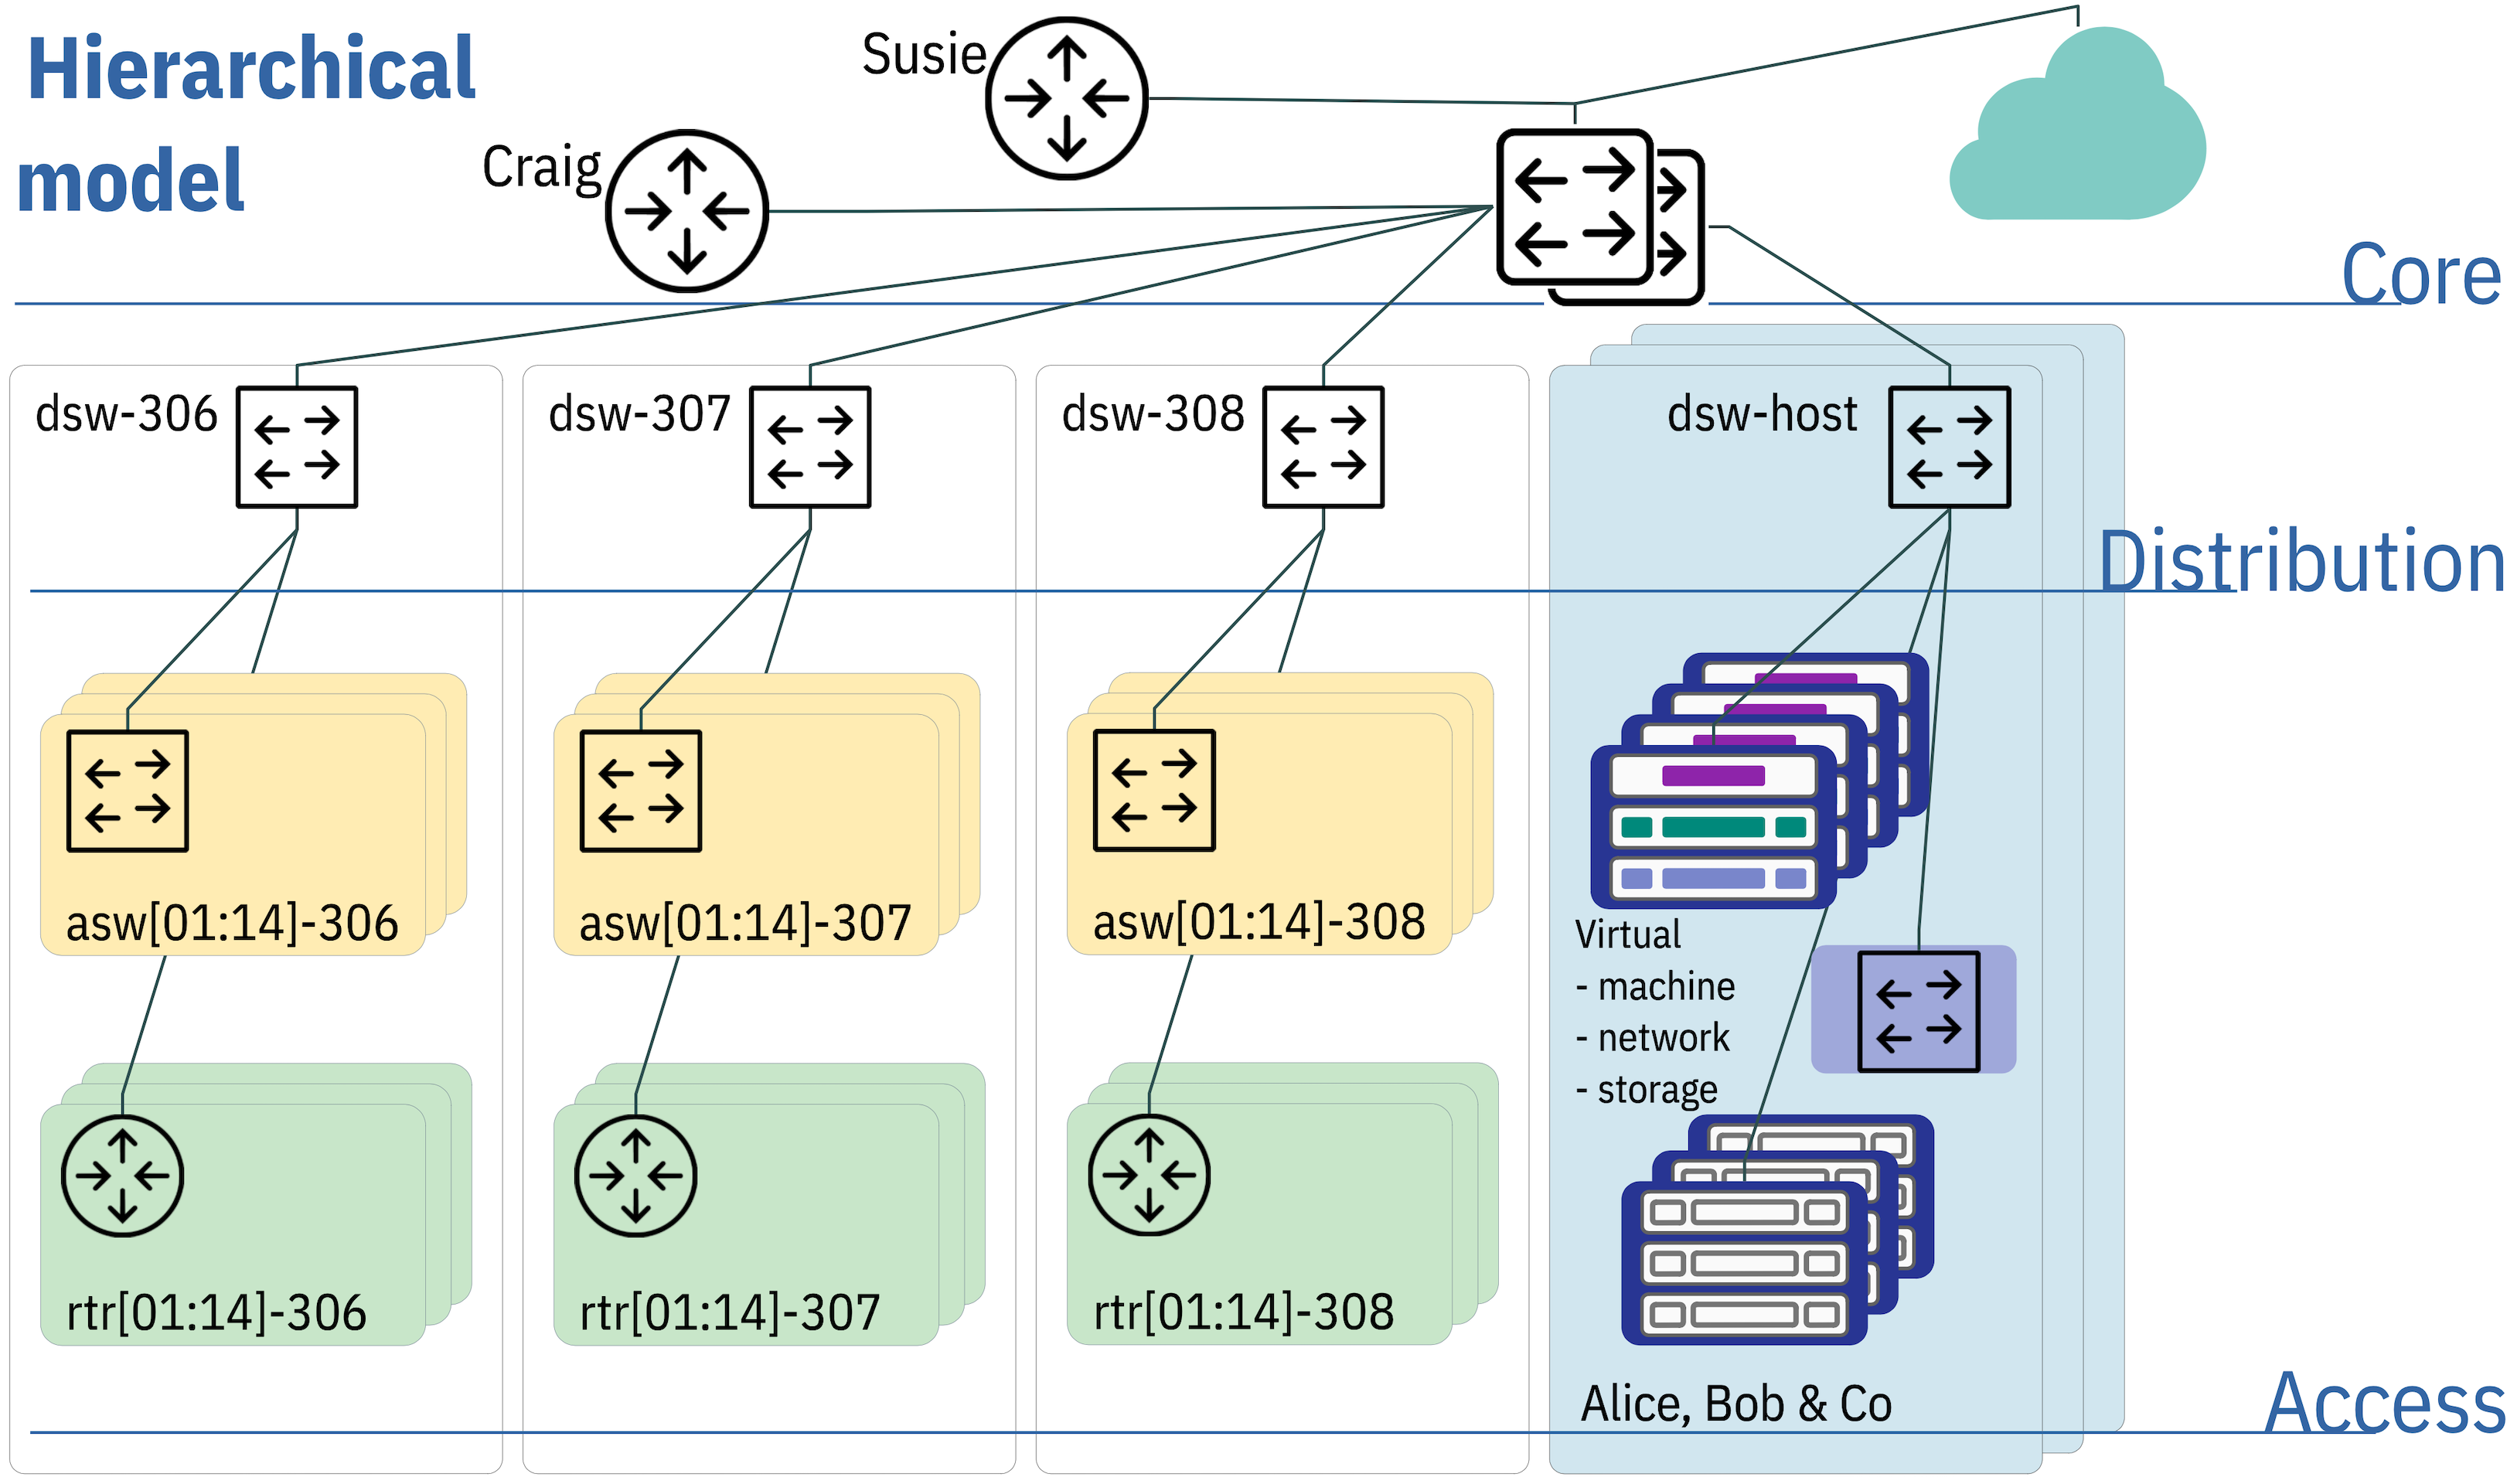 Hierarchical
model
Susie
Craig
Core
dsw-306
dsw-307
dsw-308
dsw-host
Distribution
asw[01:14]-306
asw[01:14]-307
asw[01:14]-308
Virtual
- machine
- network
- storage
rtr[01:14]-306
rtr[01:14]-307
rtr[01:14]-308
Alice, Bob & Co
Access